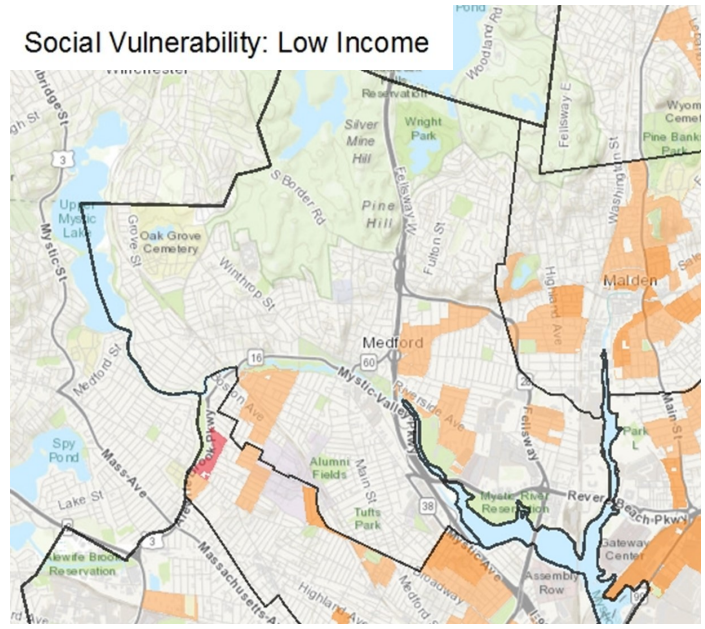 Social Vulnerability: Low Income
Pond
Woodland Rd
Winchester
Reservation
Wright
Park
Fellsway E
Washington St
Pine Banks
Park
3
Silver
Mine
Hill
Fellsway W
S Border Rd
Pine
Hill
Upper
Mystic
Lake
Mystic-St
Grove-St
Oak Grove
Cemetery
Winthrop St
Fulton St
Highland Ave
Malden
Medford
16
60
28
Medford St
Boston Ave
Mystic-Valley-Pkwy
Riverside Ave
Fellsway
Main-St
Park
Spy
Pond
Mass-Ave
Alumni
Fields
Main St
Lake St
Tufts
Park
38
Mystic River
Reservation
Revere-Beach-Pkwy
3
Alewife Brook
Reservation
Massachusetts-Av
Mystic-Ave
Gateway
Center
Assembly
Row
Highland-Ave
Broadway
Medford-S